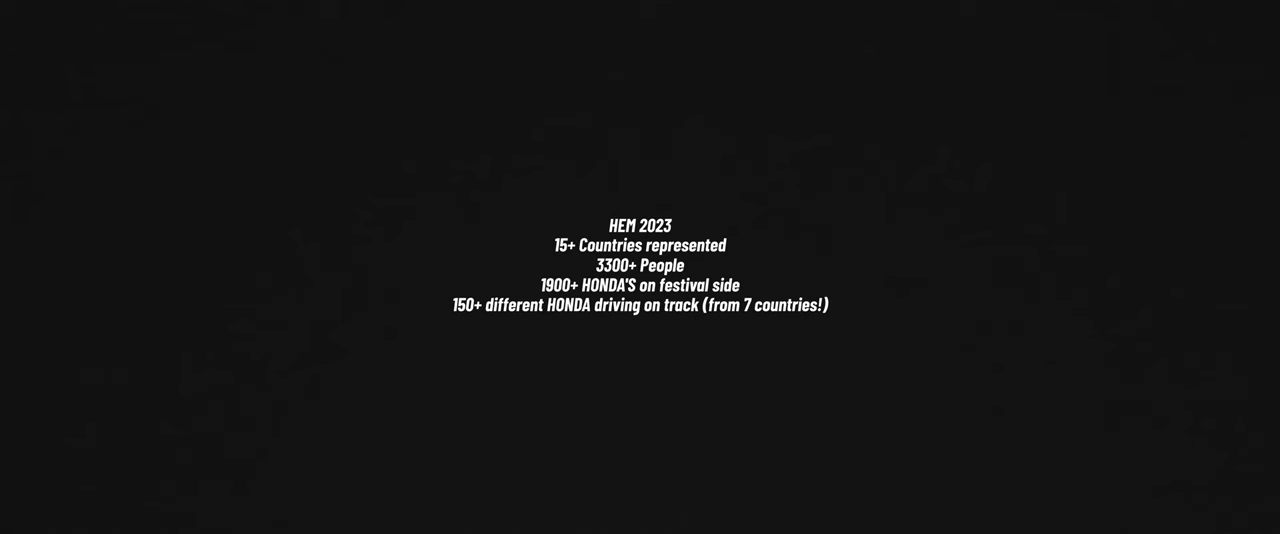 HEM 2023
15+ Countries represented
3300+ People
1900+ HONDA'S on festival side
150+ different HONDA driving on track (from 7 countries!)